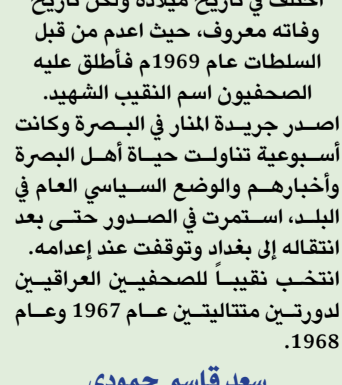 اختلف في تاريخ ميلاده ولكن تاريخ
وفاته معروف، حيث اعدم من قبل
السلطات عام 1969م فأطلق عليه
الصحفيون اسم النقيب الشهيد.
اصدر جريدة المنار في البصرة وكانت
أسبوعية تناولت حياة أهل البصرة
وأخبارهم والوضع السياسي العام في
البلد، استمرت في الصدور حتى بعد
انتقاله إلى بغداد وتوقفت عند إعدامه.
انتخب نقيباً للصحفيين العراقيين
لدورتين متتاليتين عام 1967 وعام
1968.
سعد قاسم حمودي